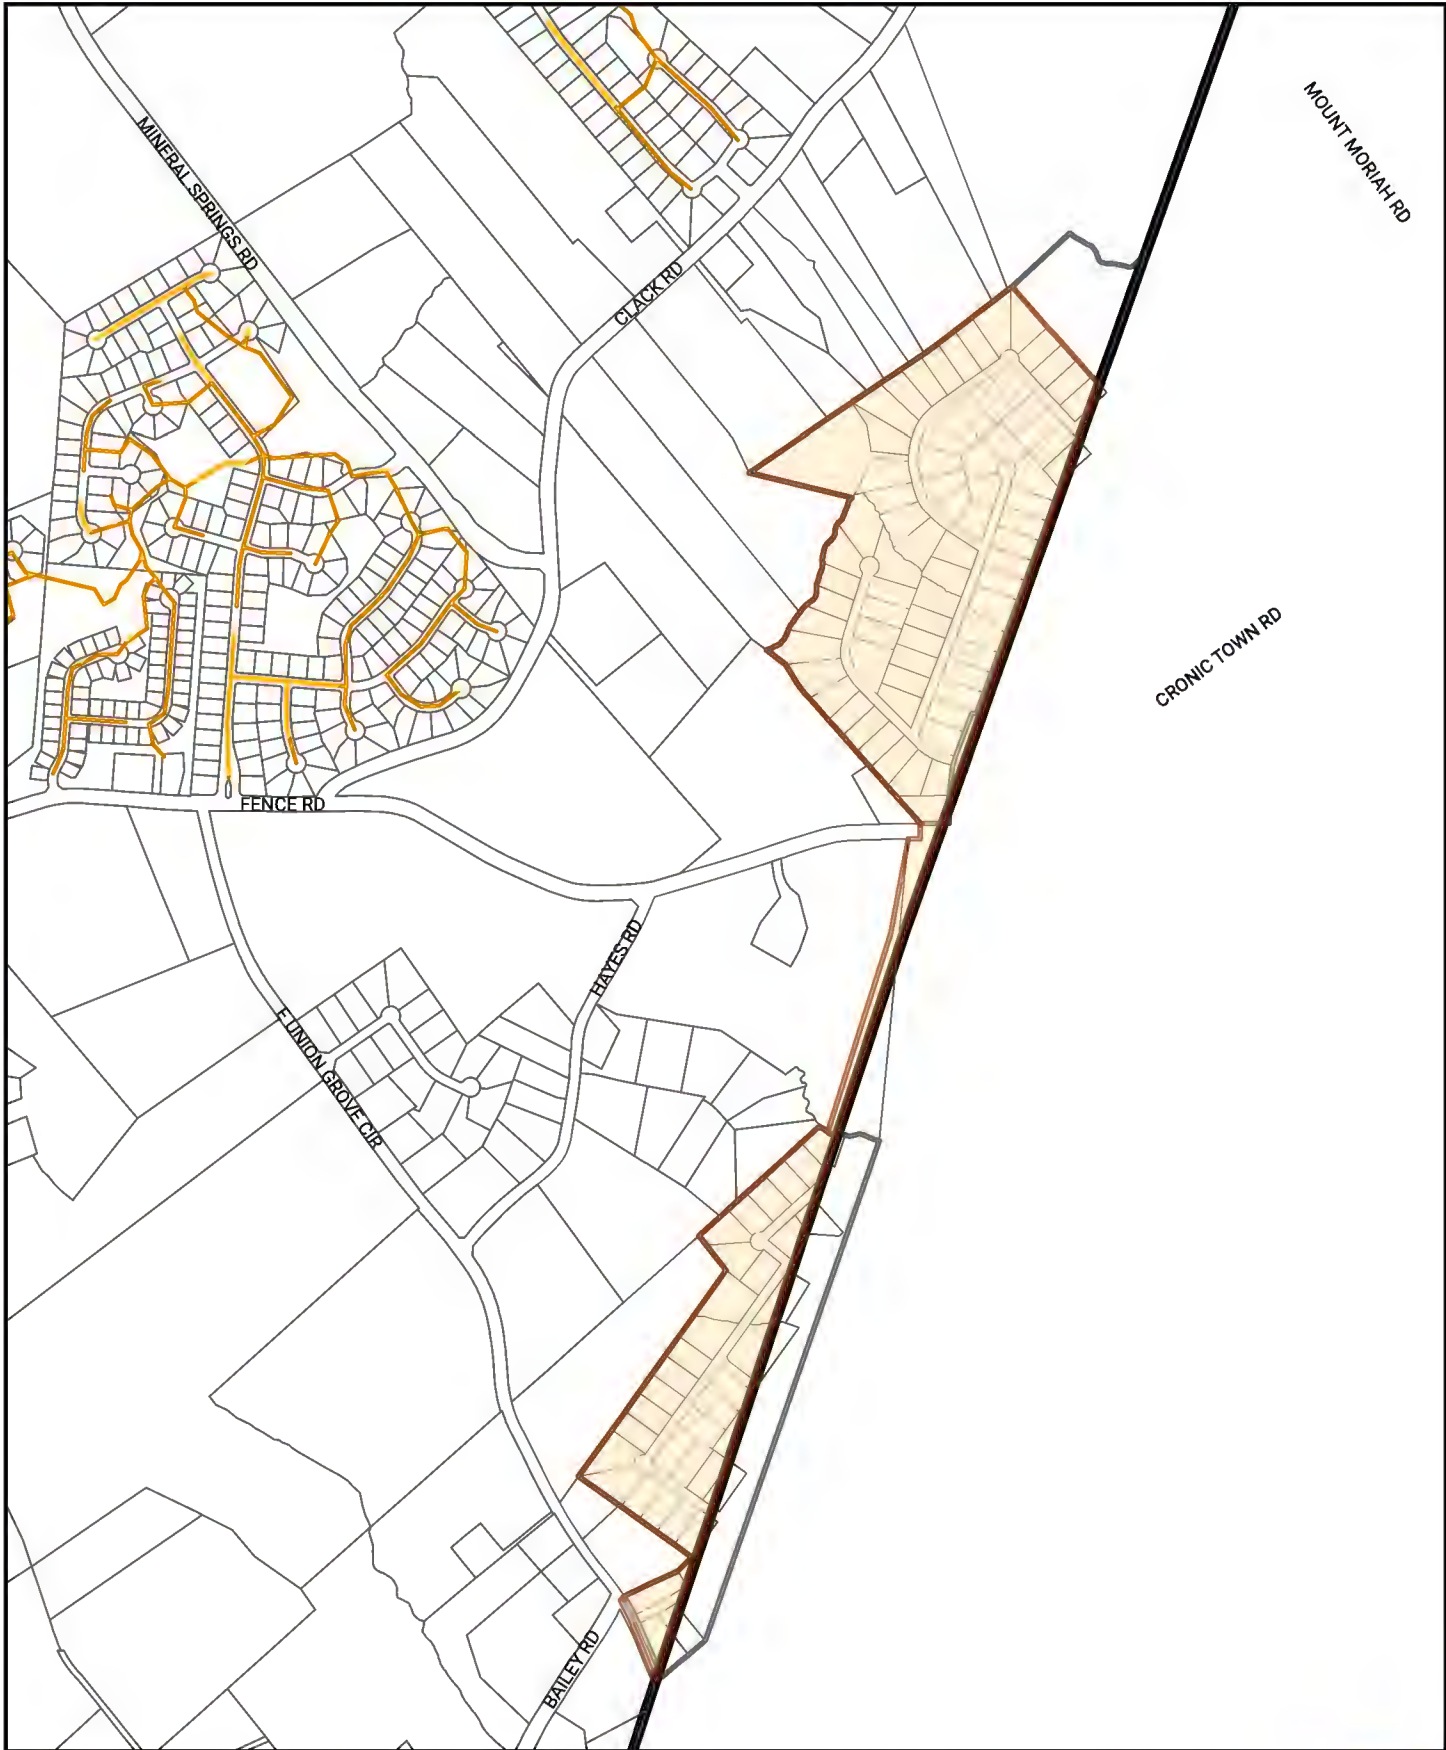 MOUNT MORIAH RD
MINERAL SPRINGS RD
CLACK RD
CRONIC TOWN RD
FENCE RD
HAYES RD
E UNION GROVE CIR
BAILEY RD